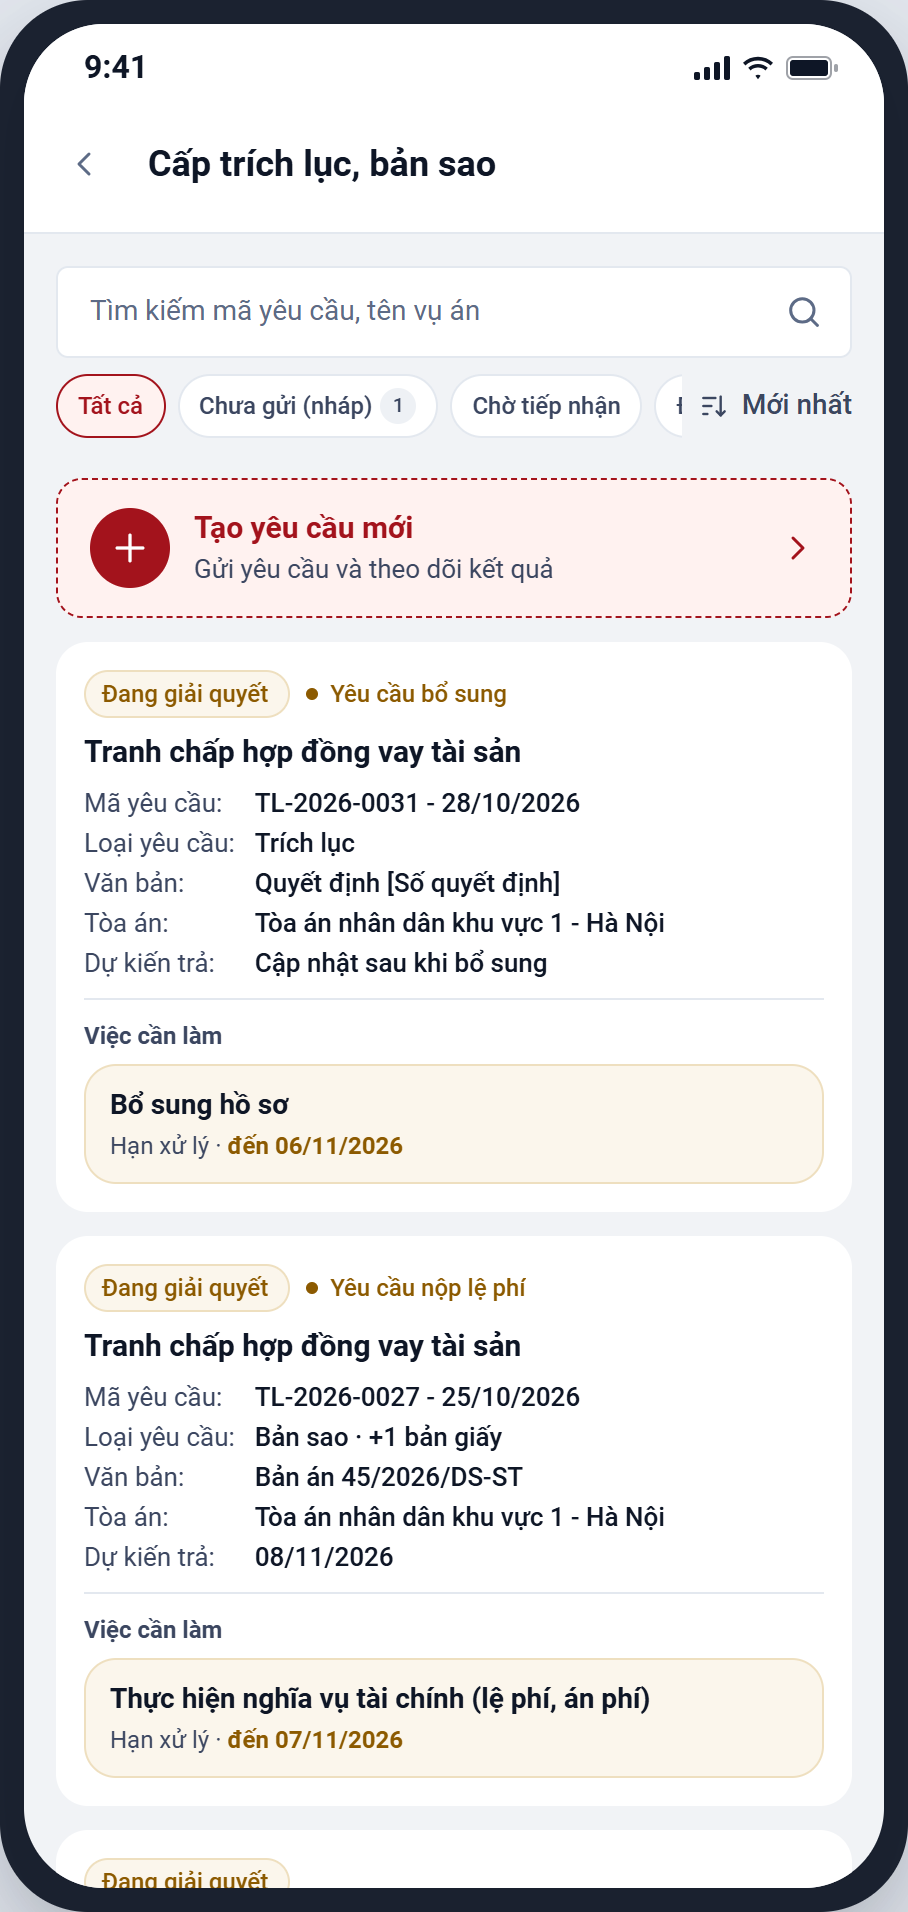 9:41
Cấp trích lục, bản sao
Tìm kiếm mã yêu cầu, tên vụ án
Tất cả
Chưa gửi (nháp) 1
Chờ tiếp nhận
Mới nhất
Tạo yêu cầu mới
Gửi yêu cầu và theo dõi kết quả
Đang giải quyết • Yêu cầu bổ sung
Tranh chấp hợp đồng vay tài sản
Mã yêu cầu: TL-2026-0031 - 28/10/2026
Loại yêu cầu: Trích lục
Văn bản: Quyết định [Số quyết định]
Tòa án: Tòa án nhân dân khu vực 1 - Hà Nội
Dự kiến trả: Cập nhật sau khi bổ sung
Việc cần làm
Bổ sung hồ sơ
Hạn xử lý · đến 06/11/2026
Đang giải quyết • Yêu cầu nộp lệ phí
Tranh chấp hợp đồng vay tài sản
Mã yêu cầu: TL-2026-0027 - 25/10/2026
Loại yêu cầu: Bản sao · +1 bản giấy
Văn bản: Bản án 45/2026/DS-ST
Tòa án: Tòa án nhân dân khu vực 1 - Hà Nội
Dự kiến trả: 08/11/2026
Việc cần làm
Thực hiện nghĩa vụ tài chính (lệ phí, án phí)
Hạn xử lý · đến 07/11/2026
Đang giải quyết